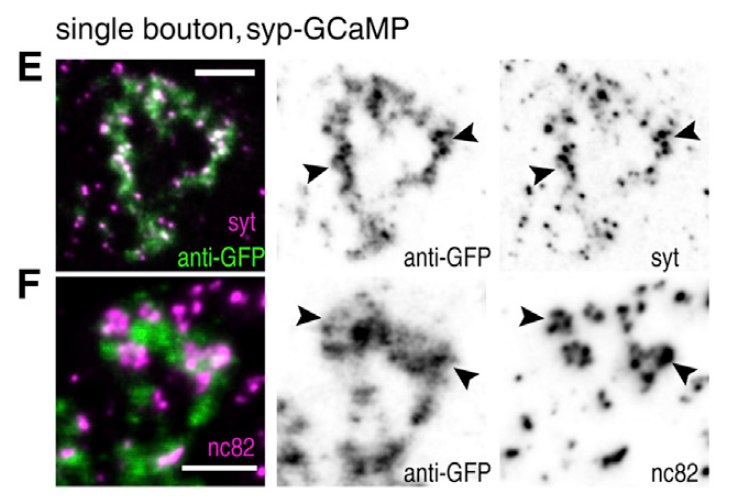 single bouton, syp-GCaMP
E
syt
anti-GFP
anti-GFP
syt
F
nc82
anti-GFP
nc82